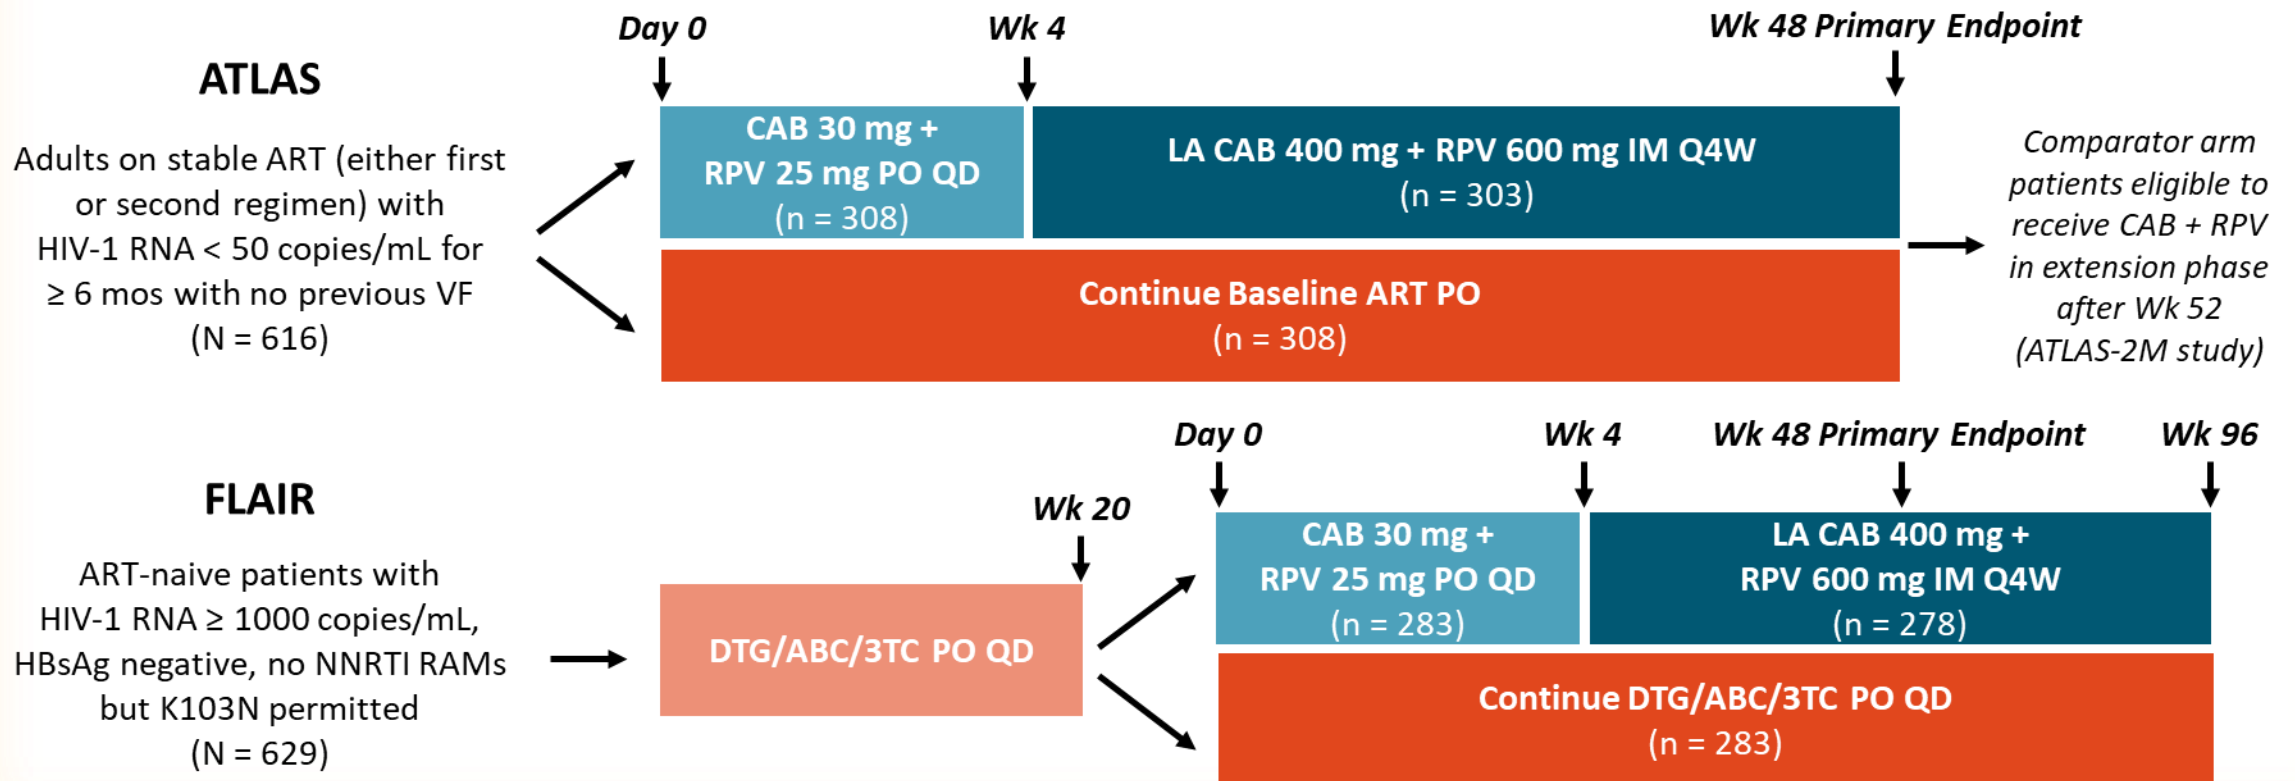 ATLAS
Adults on stable ART (either first
or second regimen) with
HIV-1 RNA < 50 copies/mL for
≥ 6 mos with no previous VF
(N = 616)
Day 0
Wk 4
Wk 48 Primary Endpoint
CAB 30 mg +
RPV 25 mg PO QD
(n = 308)
LA CAB 400 mg + RPV 600 mg IM Q4W
(n = 303)
Continue Baseline ART PO
(n = 308)
Comparator arm
patients eligible to
receive CAB + RPV
in extension phase
after Wk 52
(ATLAS-2M study)
FLAIR
ART-naive patients with
HIV-1 RNA ≥ 1000 copies/mL,
HBsAg negative, no NNRTI RAMs
but K103N permitted
(N = 629)
Wk 20
DTG/ABC/3TC PO QD
Day 0
Wk 4
Wk 48 Primary Endpoint
Wk 96
CAB 30 mg +
RPV 25 mg PO QD
(n = 283)
LA CAB 400 mg +
RPV 600 mg IM Q4W
(n = 278)
Continue DTG/ABC/3TC PO QD
(n = 283)